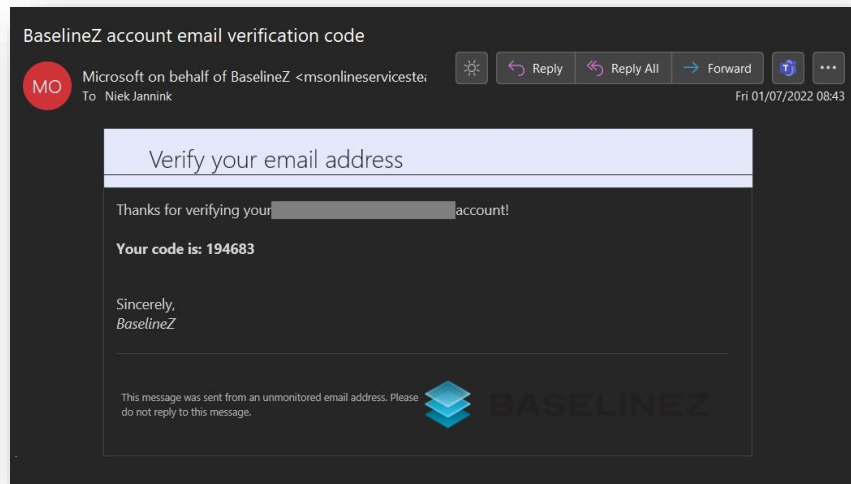 BaselineZ account email verification code
MO
Microsoft on behalf of BaselineZ <msonlineservicestea
Reply
Reply All
Forward
To Niek Jannink
Fri 01/07/2022 08:43
Verify your email address
Thanks for verifying your account!
Your code is: 194683
Sincerely,
BaselineZ
This message was sent from an unmonitored email address. Please
do not reply to this message.
BASELINEZ